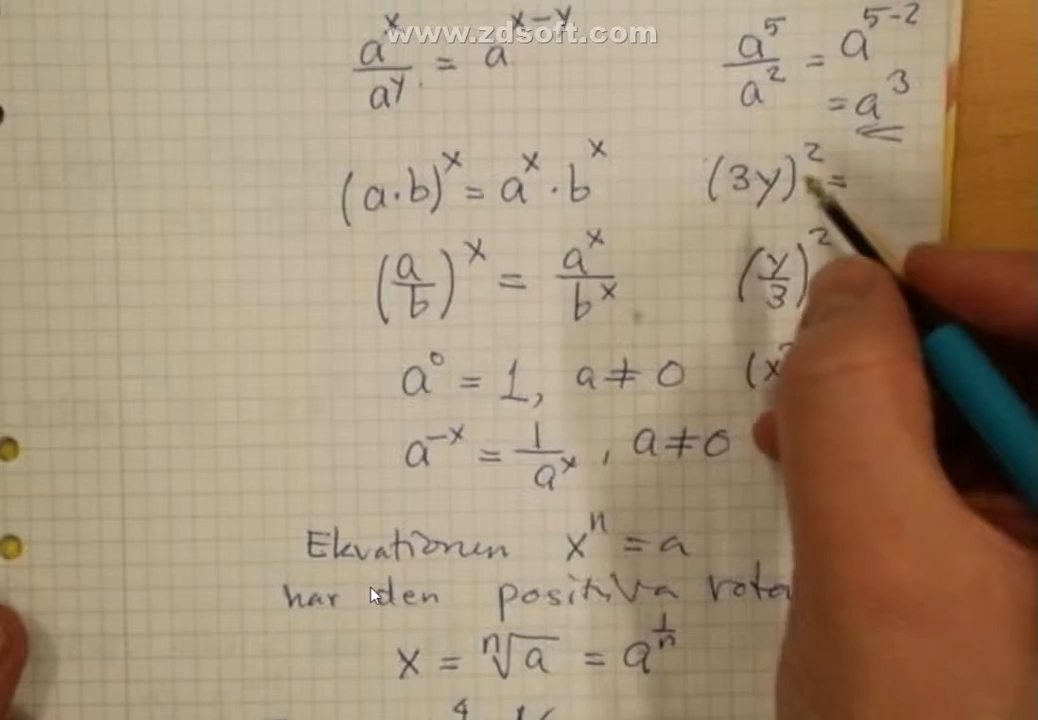 www.zdsoft.com
a^x/a^y = a^(x-y)    a^5/a^2 = a^(5-2)
= a^3
(a·b)^x = a^x · b^x    (3y)^2 =
(a/b)^x = a^x/b^x    (y/3)^2
a^0 = 1, a ≠ 0    (x
a^(-x) = 1/a^x, a ≠ 0
Ekvationen x^n = a
har den positiva
x = ⁿ√a = a^(1/n)